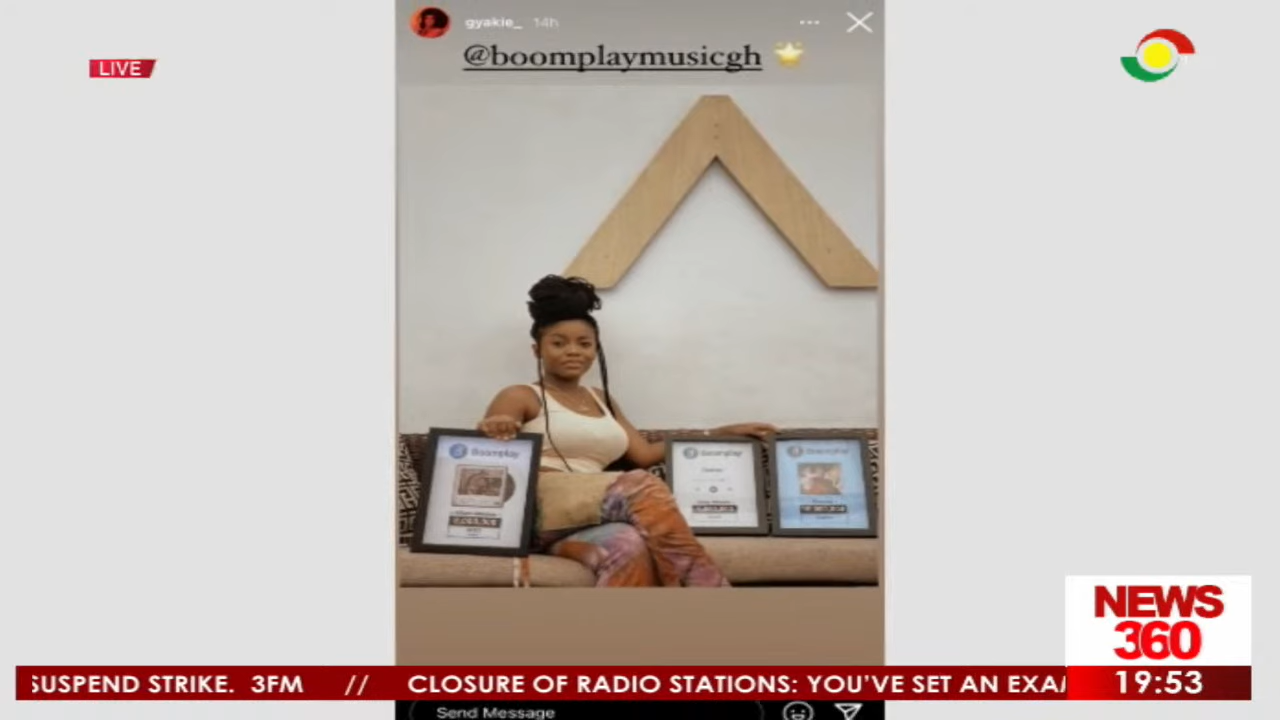 gyakie_ 14h
@boomplaymusicgh
LIVE
Boomplay
Boomplay
Boomplay
NEWS
360
SUSPEND STRIKE. 3FM // CLOSURE OF RADIO STATIONS: YOU'VE SET AN
19:53
Send Message